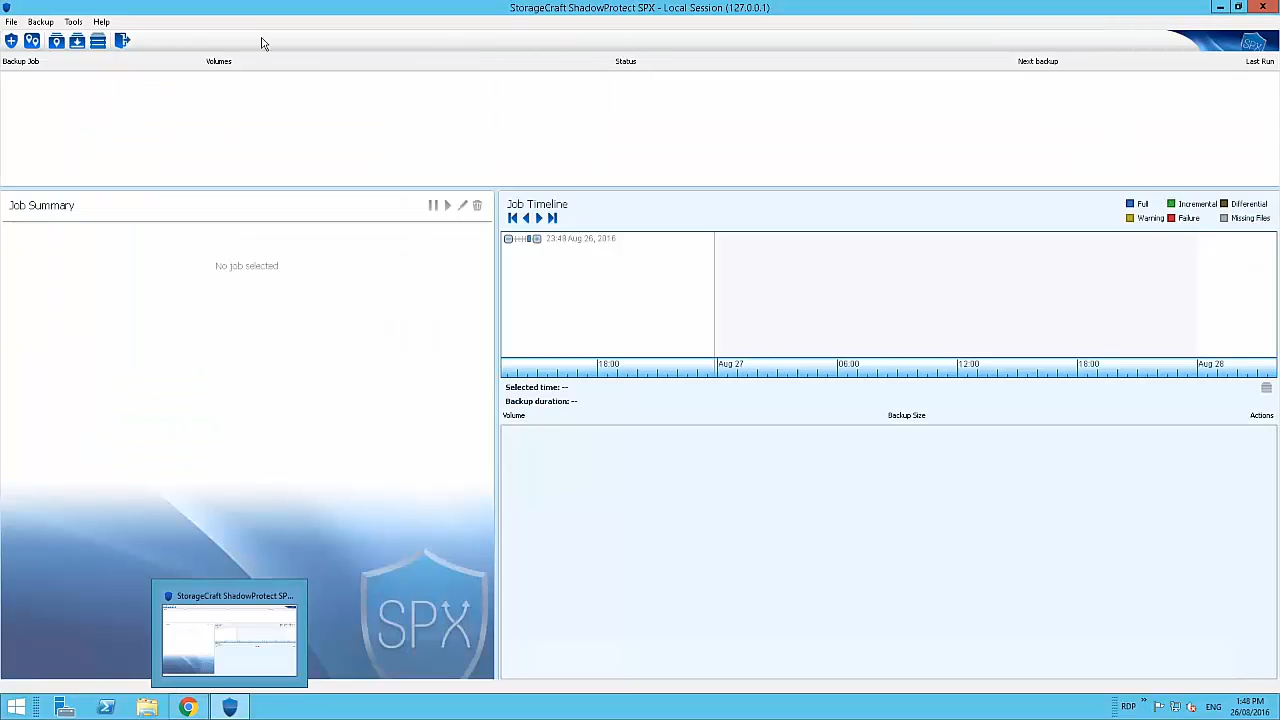 StorageCraft ShadowProtect SPX - Local Session (127.0.0.1)
File Backup Tools Help
SPX
Backup Job Volumes Status Next backup Last Run
Job Summary
No job selected
Job Timeline
Full Incremental Differential
Warning Failure Missing Files
23:48 Aug 26, 2016
18:00 Aug 27 06:00 12:00 18:00 Aug 28
Selected time: --
Backup duration: --
Volume Backup Size Actions
SPX
StorageCraft ShadowProtect SP...
RDP ENG 1:48 PM
26/08/2016